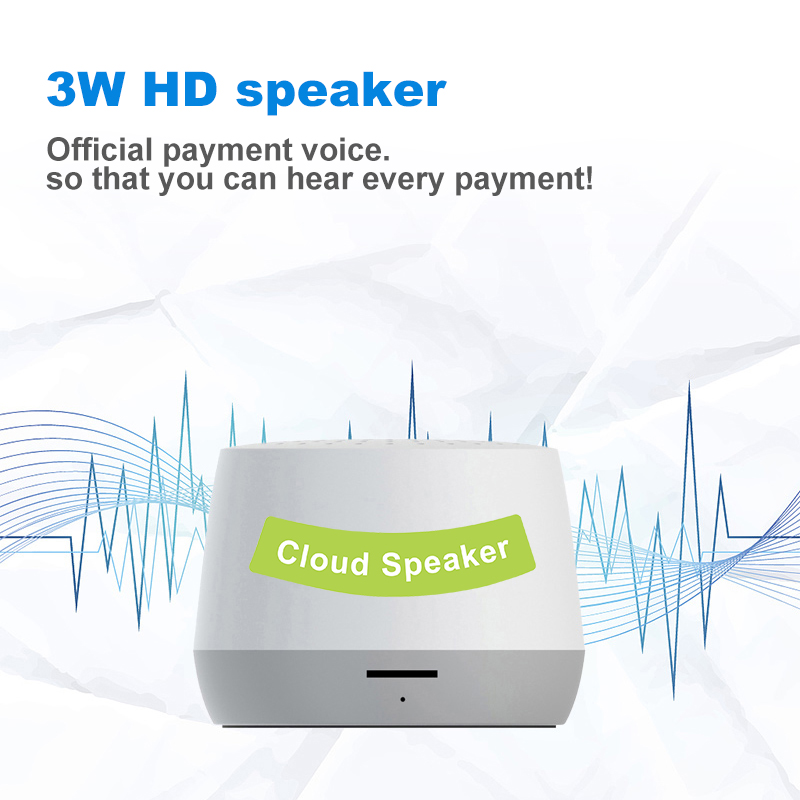 3W HD speaker
Official payment voice.
so that you can hear every payment!
Cloud Speaker